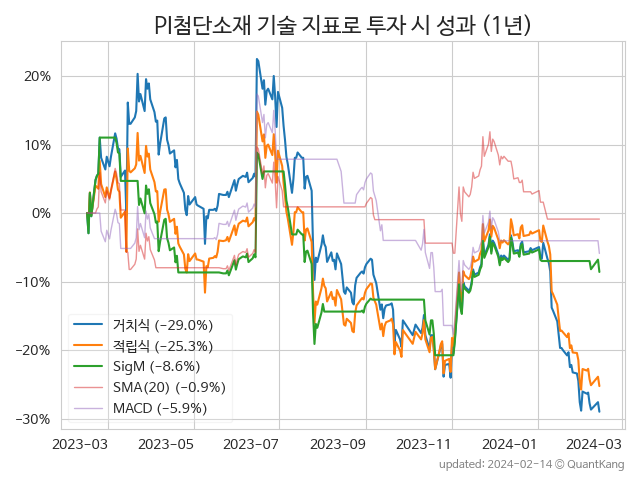 PI첨단소재 기술 지표로 투자 시 성과 (1년)
20%
10%
0%
−10%
−20%
−30%
거치식 (−29.0%)
적립식 (−25.3%)
SigM (−8.6%)
SMA(20) (−0.9%)
MACD (−5.9%)
2023−03 2023−05 2023−07 2023−09 2023−11 2024−01 2024−03
updated: 2024−02−14 © QuantKang